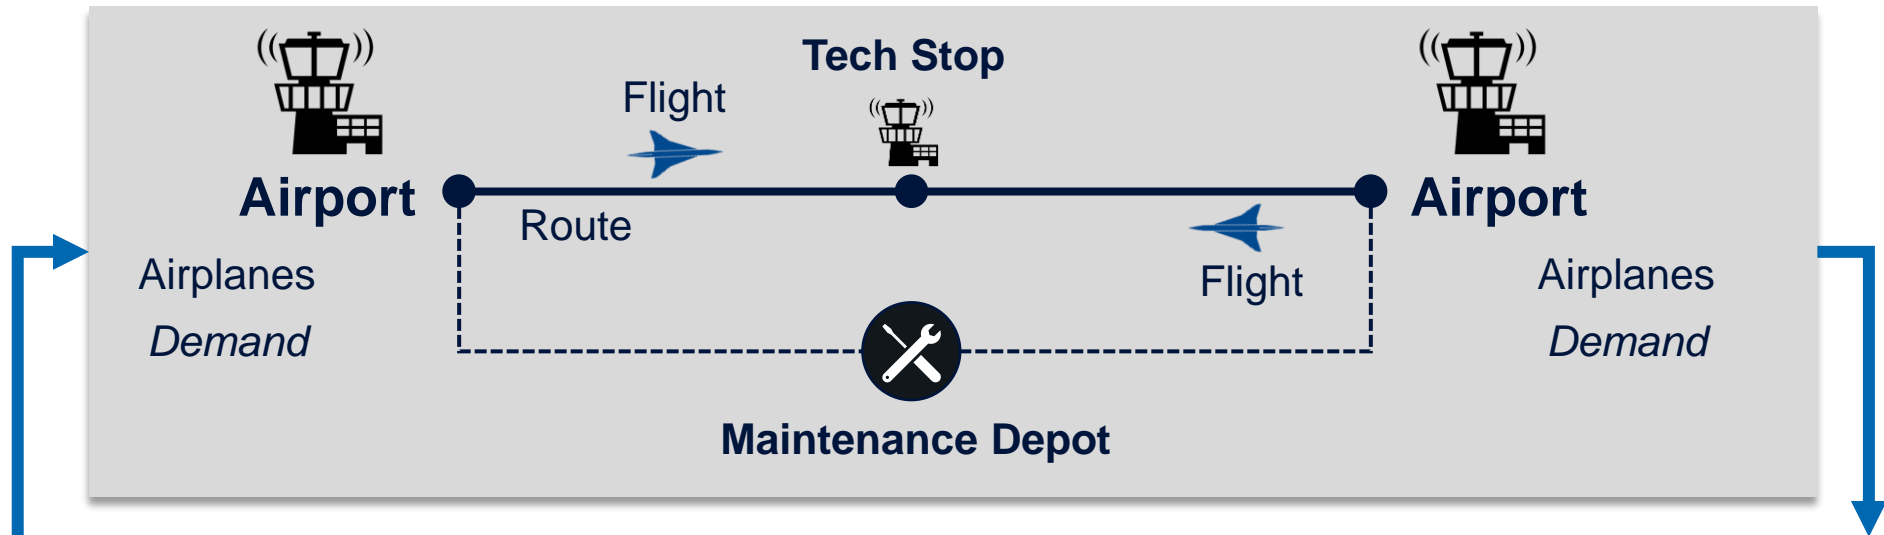 Tech Stop
Flight
Airport
Airport
Route
Airplanes
Flight
Airplanes
Demand
Demand
Maintenance Depot